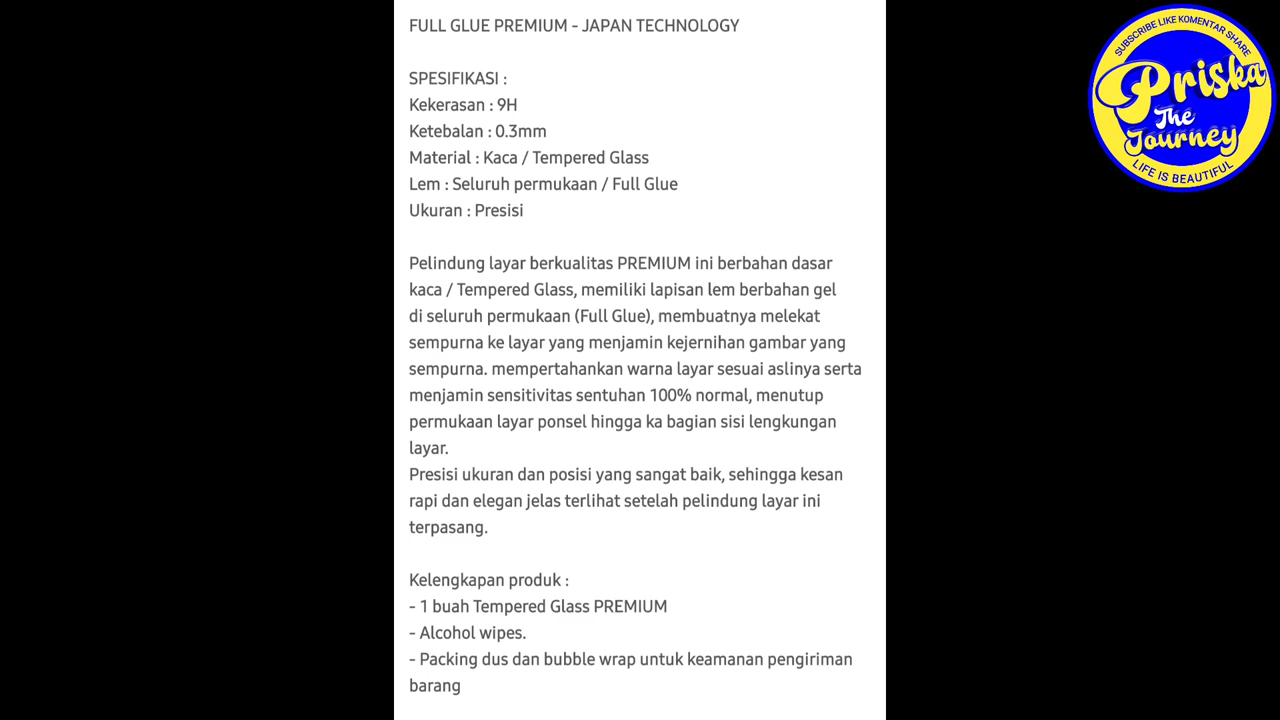 FULL GLUE PREMIUM - JAPAN TECHNOLOGY
SPESIFIKASI :
Kekerasan : 9H
Ketebalan : 0.3mm
Material : Kaca / Tempered Glass
Lem : Seluruh permukaan / Full Glue
Ukuran : Presisi
Pelindung layar berkualitas PREMIUM ini berbahan dasar
kaca / Tempered Glass, memiliki lapisan lem berbahan gel
di seluruh permukaan (Full Glue), membuatnya melekat
sempurna ke layar yang menjamin kejernihan gambar yang
sempurna. mempertahankan warna layar sesuai aslinya serta
menjamin sensitivitas sentuhan 100% normal, menutup
permukaan layar ponsel hingga ka bagian sisi lengkungan
layar.
Presisi ukuran dan posisi yang sangat baik, sehingga kesan
rapi dan elegan jelas terlihat setelah pelindung layar ini
terpasang.
Kelengkapan produk :
- 1 buah Tempered Glass PREMIUM
- Alcohol wipes.
- Packing dus dan bubble wrap untuk keamanan pengiriman
barang
SUBSCRIBE LIKE KOMENTAR SHARE
Priska
The
Journey
LIFE IS BEAUTIFUL